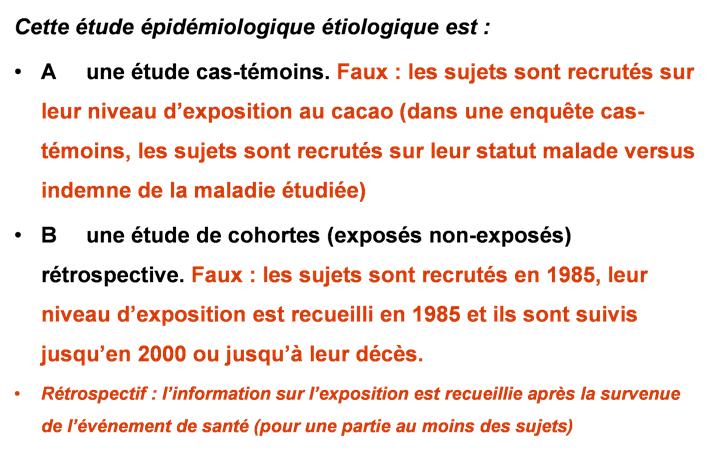 Cette étude épidémiologique étiologique est :
• A une étude cas-témoins. Faux : les sujets sont recrutés sur
leur niveau d’exposition au cacao (dans une enquête cas-
témoins, les sujets sont recrutés sur leur statut malade versus
indemne de la maladie étudiée)
• B une étude de cohortes (exposés non-exposés)
rétrospective. Faux : les sujets sont recrutés en 1985, leur
niveau d’exposition est recueilli en 1985 et ils sont suivis
jusqu’en 2000 ou jusqu’à leur décès.
• Rétrospectif : l’information sur l’exposition est recueillie après la survenue
de l’événement de santé (pour une partie au moins des sujets)